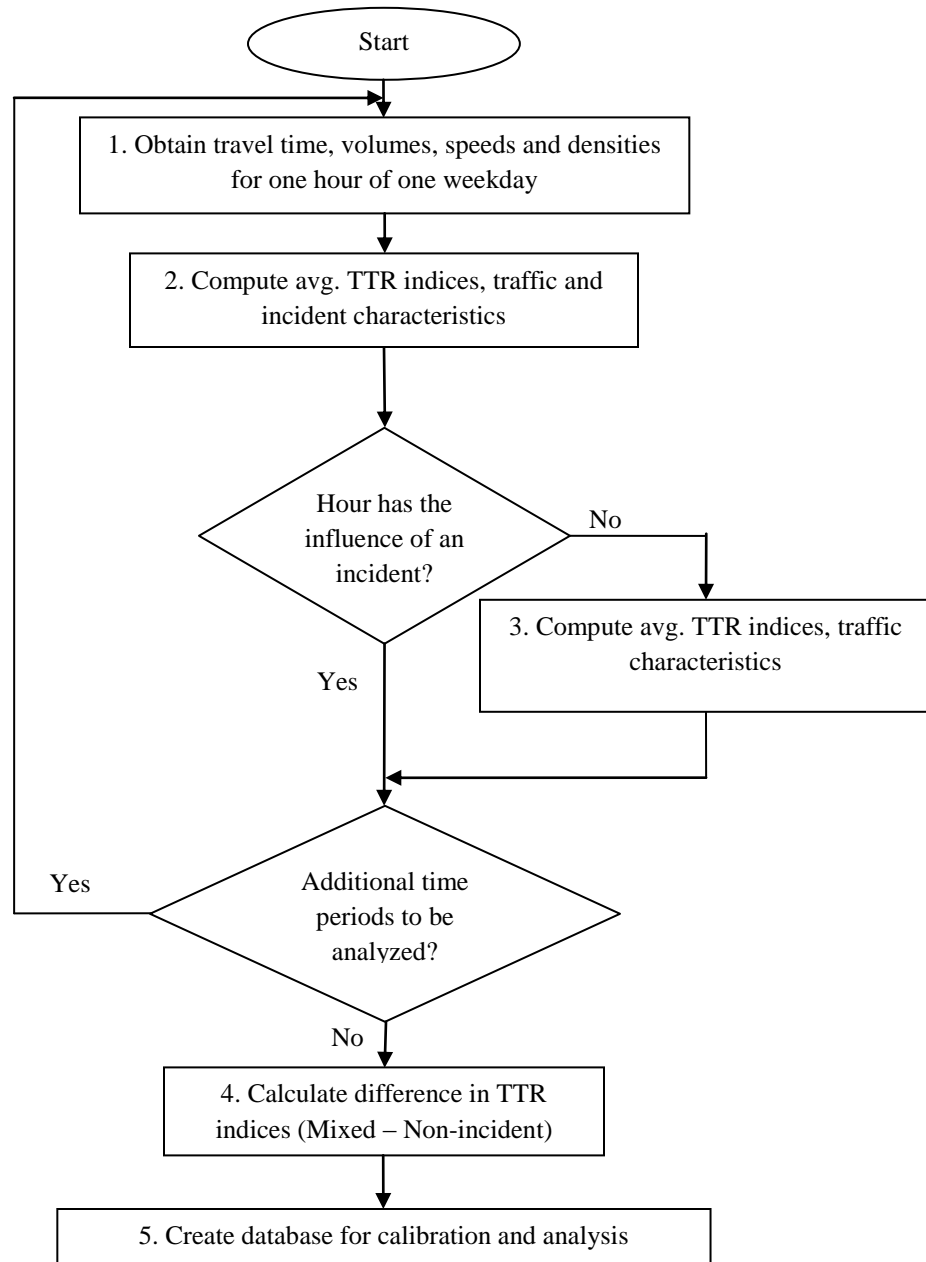 Start
1. Obtain travel time, volumes, speeds and densities
for one hour of one weekday
2. Compute avg. TTR indices, traffic and
incident characteristics
Hour has the
influence of an
incident?
No
3. Compute avg. TTR indices, traffic
characteristics
Yes
Additional time
periods to be
analyzed?
Yes
No
4. Calculate difference in TTR
indices (Mixed – Non-incident)
5. Create database for calibration and analysis